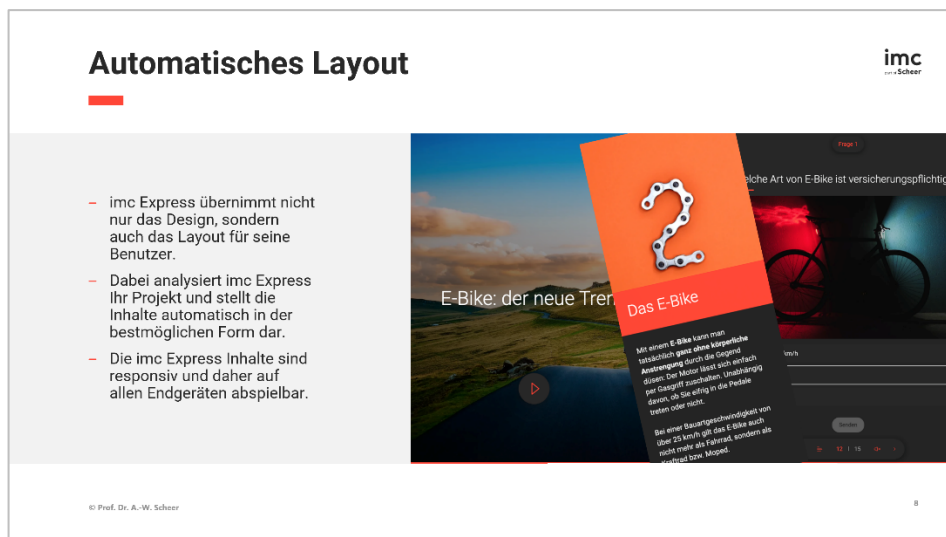 Automatisches Layout
imc
part of Scheer
– imc Express übernimmt nicht
nur das Design, sondern
auch das Layout für seine
Benutzer.
– Dabei analysiert imc Express
Ihr Projekt und stellt die
Inhalte automatisch in der
bestmöglichen Form dar.
– Die imc Express Inhalte sind
responsiv und daher auf
allen Endgeräten abspielbar.
E-Bike: der neue Tren
2
Das E-Bike
Mit einem E-Bike kann man
tatsächlich ganz ohne körperliche
Anstrengung durch die Gegend
düsen: Der Motor lässt sich einfach
per Gasgriff zuschalten. Unabhängig
davon, ob Sie eifrig in die Pedale
treten oder nicht.
Bei einer Bauartgeschwindigkeit von
über 25 km/h gilt das E-Bike auch
nicht mehr als Fahrrad, sondern als
Kraftrad bzw. Moped.
Frage 1
elche Art von E-Bike ist versicherungspflichtig
km/h
Senden
12 | 15
© Prof. Dr. A.-W. Scheer
8